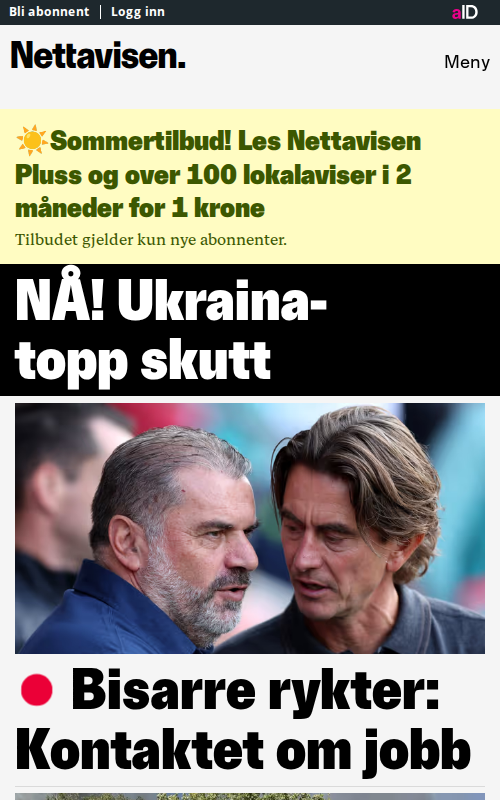 Bli abonnent | Logg inn
aID
Nettavisen.
Meny
☀️Sommertilbud! Les Nettavisen
Pluss og over 100 lokalaviser i 2
måneder for 1 krone
Tilbudet gjelder kun nye abonnenter.
NÅ! Ukraina-
topp skutt
Bisarre rykter:
Kontaktet om jobb